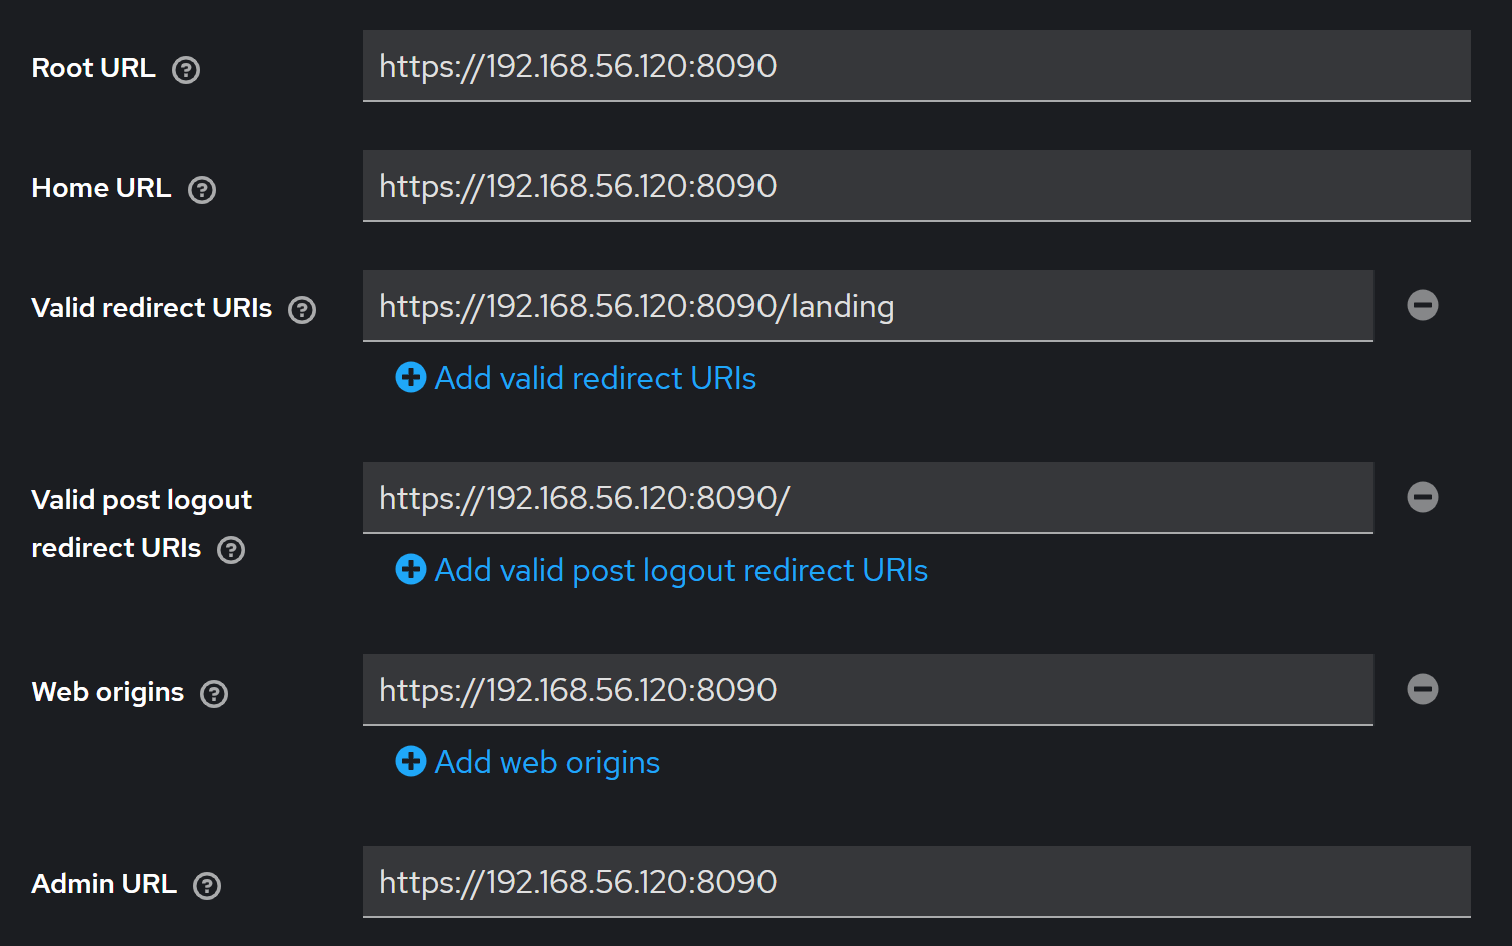 Root URL
https://192.168.56.120:8090
Home URL
https://192.168.56.120:8090
Valid redirect URIs
https://192.168.56.120:8090/landing
Add valid redirect URIs
Valid post logout
redirect URIs
https://192.168.56.120:8090/
Add valid post logout redirect URIs
Web origins
https://192.168.56.120:8090
Add web origins
Admin URL
https://192.168.56.120:8090